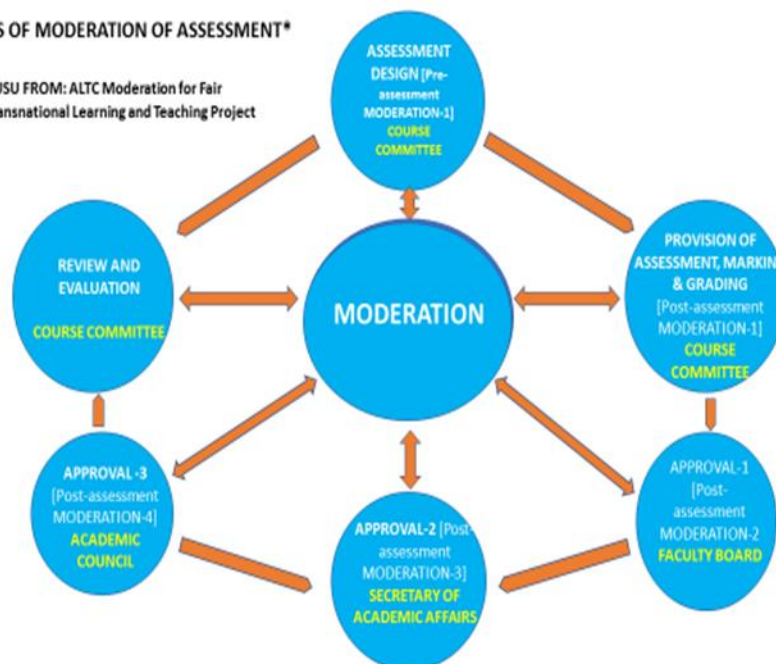 OF MODERATION OF ASSESSMENT*
FROM: ALTC Moderation for Fair
Learning and Teaching Project
ASSESSMENT
DESIGN [Pre-
assessment
MODERATION-1]
COURSE
COMMITTEE
REVIEW AND
EVALUATION
COURSE COMMITTEE
MODERATION
PROVISION OF
ASSESSMENT, MARKIN
& GRADING
[Post-assessment
MODERATION-1]
COURSE
COMMITTEE
APPROVAL -3
[Post-assessment
MODERATION-4]
ACADEMIC
COUNCIL
APPROVAL-2 [Post-
assessment
MODERATION-3]
SECRETARY OF
ACADEMIC AFFAIRS
APPROVAL-1
[Post-
assessment
MODERATION-2
FACULTY BOARD